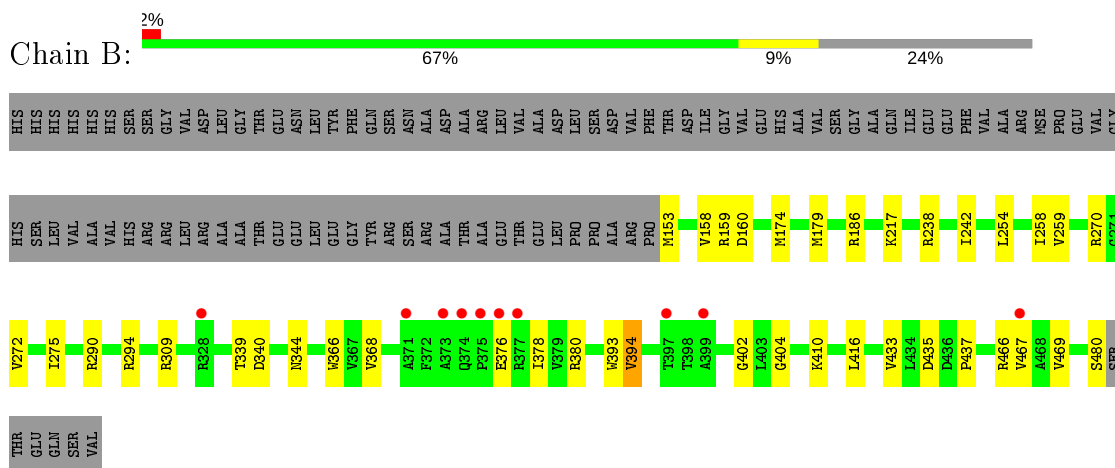 2%
Chain B:
67% 9% 24%
HIS HIS HIS HIS HIS HIS SER SER GLY VAL ASP LEU GLY THR GLU ASN LEU TYR PHE GLN SER ASN ALA ASP ALA ARG LEU VAL ALA ASP LEU SER ASP VAL PHE THR ASP ILE GLY VAL GLU HIS ALA VAL SER GLY ALA GLN ILE GLU GLU PHE VAL ALA ARG MSE PRO GLU VAL GLY
HIS SER LEU VAL ALA VAL HIS ARG ARG LEU ARG ALA ALA THR GLU GLU LEU GLU GLY TYR ARG SER ARG ALA THR ALA GLU THR GLU LEU PRO PRO ALA ARG PRO M153 V158 R159 D160 M174 M179 R186 K217 R238 I242 L254 I258 V259 R270 G271
V272 I275 R290 R294 R309 R328 T339 D340 N344 W366 V367 V368 A371 F372 A373 Q374 P375 E376 R377 I378 V379 R380 W393 V394 T397 T398 A399 G402 L403 G404 K410 L416 V433 L434 D435 D436 P437 R466 V467 A468 V469 S480 SER
THR GLU GLN SER VAL